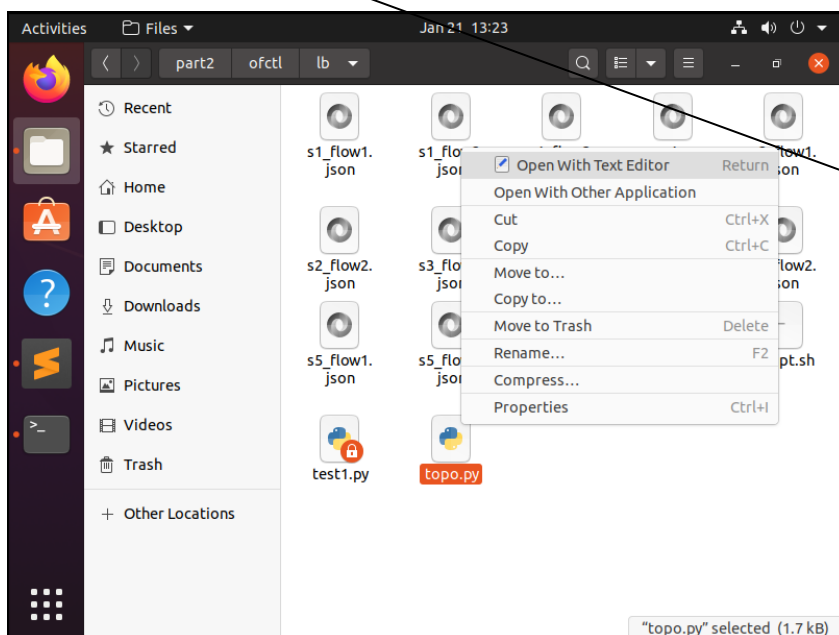 Activities
Files
Jan 21 13:23
part2
ofctl
lb
Recent
Starred
Home
Desktop
Documents
Downloads
Music
Pictures
Videos
Trash
Other Locations
s1_flow1.
json
s2_flow2.
json
s5_flow1.
json
test1.py
topo.py
Open With Text Editor Return
Open With Other Application
Cut Ctrl+X
Copy Ctrl+C
Move to…
Copy to…
Move to Trash Delete
Rename… F2
Compress…
Properties Ctrl+I
"topo.py" selected (1.7 kB)